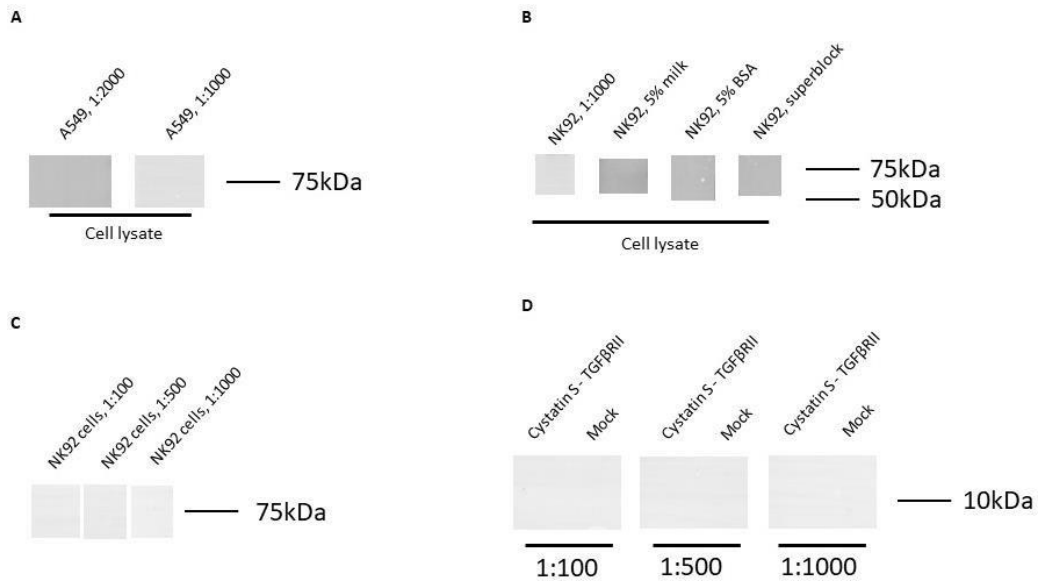 A
A549, 1:2000
A549, 1:1000
75kDa
Cell lysate
B
NK92, 1:1000
NK92, 5% milk
NK92, 5% BSA
NK92, superblock
75kDa
50kDa
Cell lysate
C
NK92 cells, 1:100
NK92 cells, 1:500
NK92 cells, 1:1000
75kDa
D
Cystatin S - TGFβRII
Mock
Cystatin S - TGFβRII
Mock
Cystatin S - TGFβRII
Mock
10kDa
1:100
1:500
1:1000